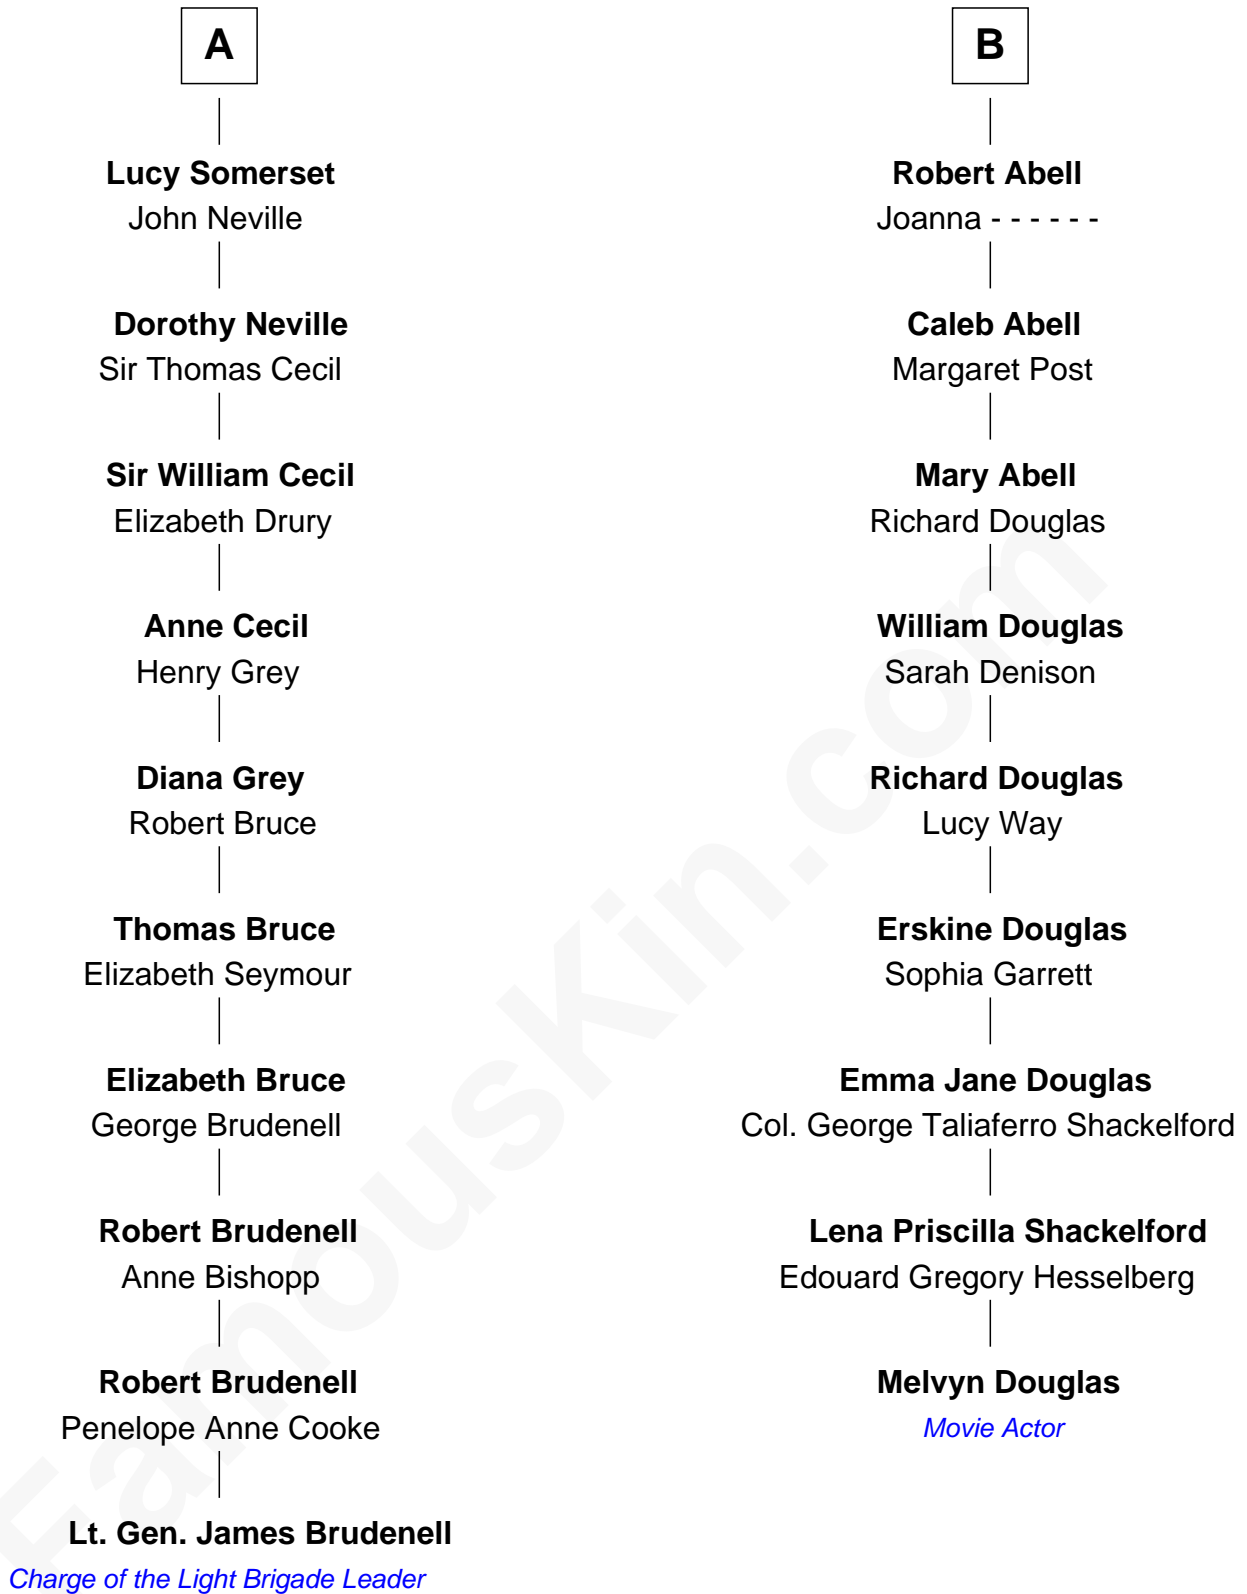 A
Lucy Somerset
John Neville
Dorothy Neville
Sir Thomas Cecil
Sir William Cecil
Elizabeth Drury
Anne Cecil
Henry Grey
Diana Grey
Robert Bruce
Thomas Bruce
Elizabeth Seymour
Elizabeth Bruce
George Brudenell
Robert Brudenell
Anne Bishopp
Robert Brudenell
Penelope Anne Cooke
Lt. Gen. James Brudenell
Charge of the Light Brigade Leader
B
Robert Abell
Joanna - - - - - -
Caleb Abell
Margaret Post
Mary Abell
Richard Douglas
William Douglas
Sarah Denison
Richard Douglas
Lucy Way
Erskine Douglas
Sophia Garrett
Emma Jane Douglas
Col. George Taliaferro Shackelford
Lena Priscilla Shackelford
Edouard Gregory Hesselberg
Melvyn Douglas
Movie Actor
FamousKin.com